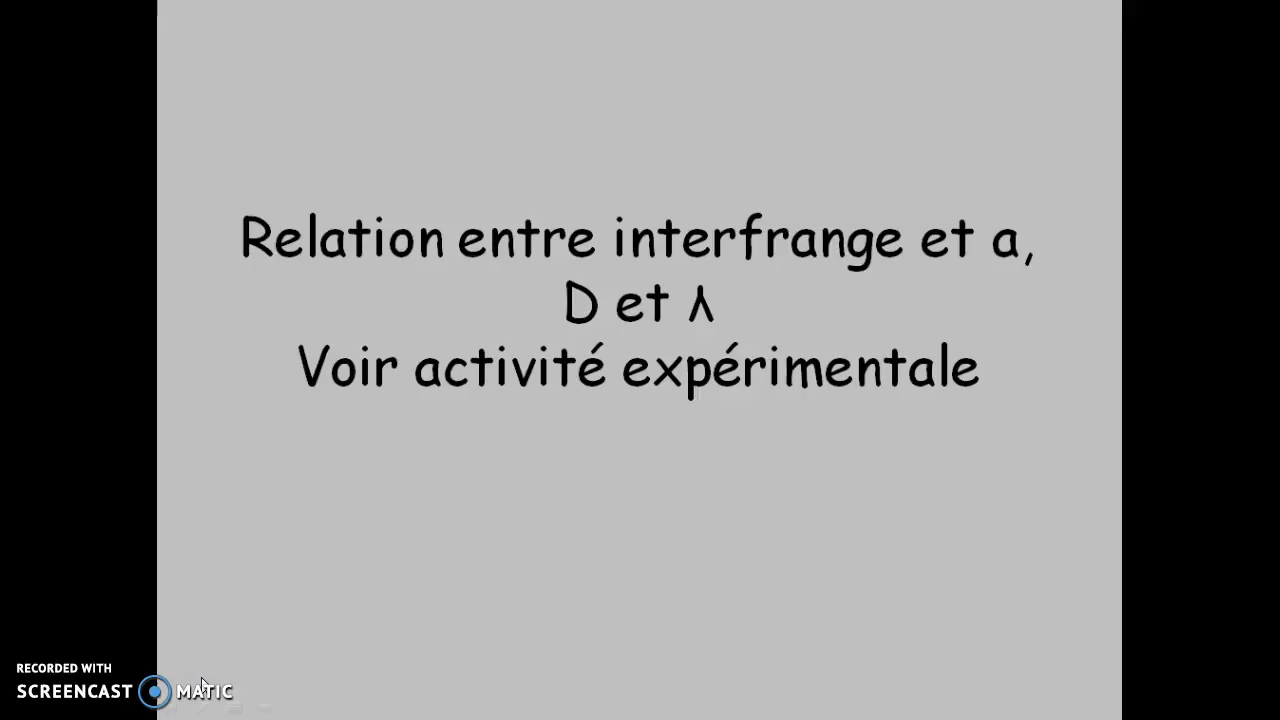 Relation entre interfrange et a,
D et λ
Voir activité expérimentale
RECORDED WITH
SCREENCAST MATIC